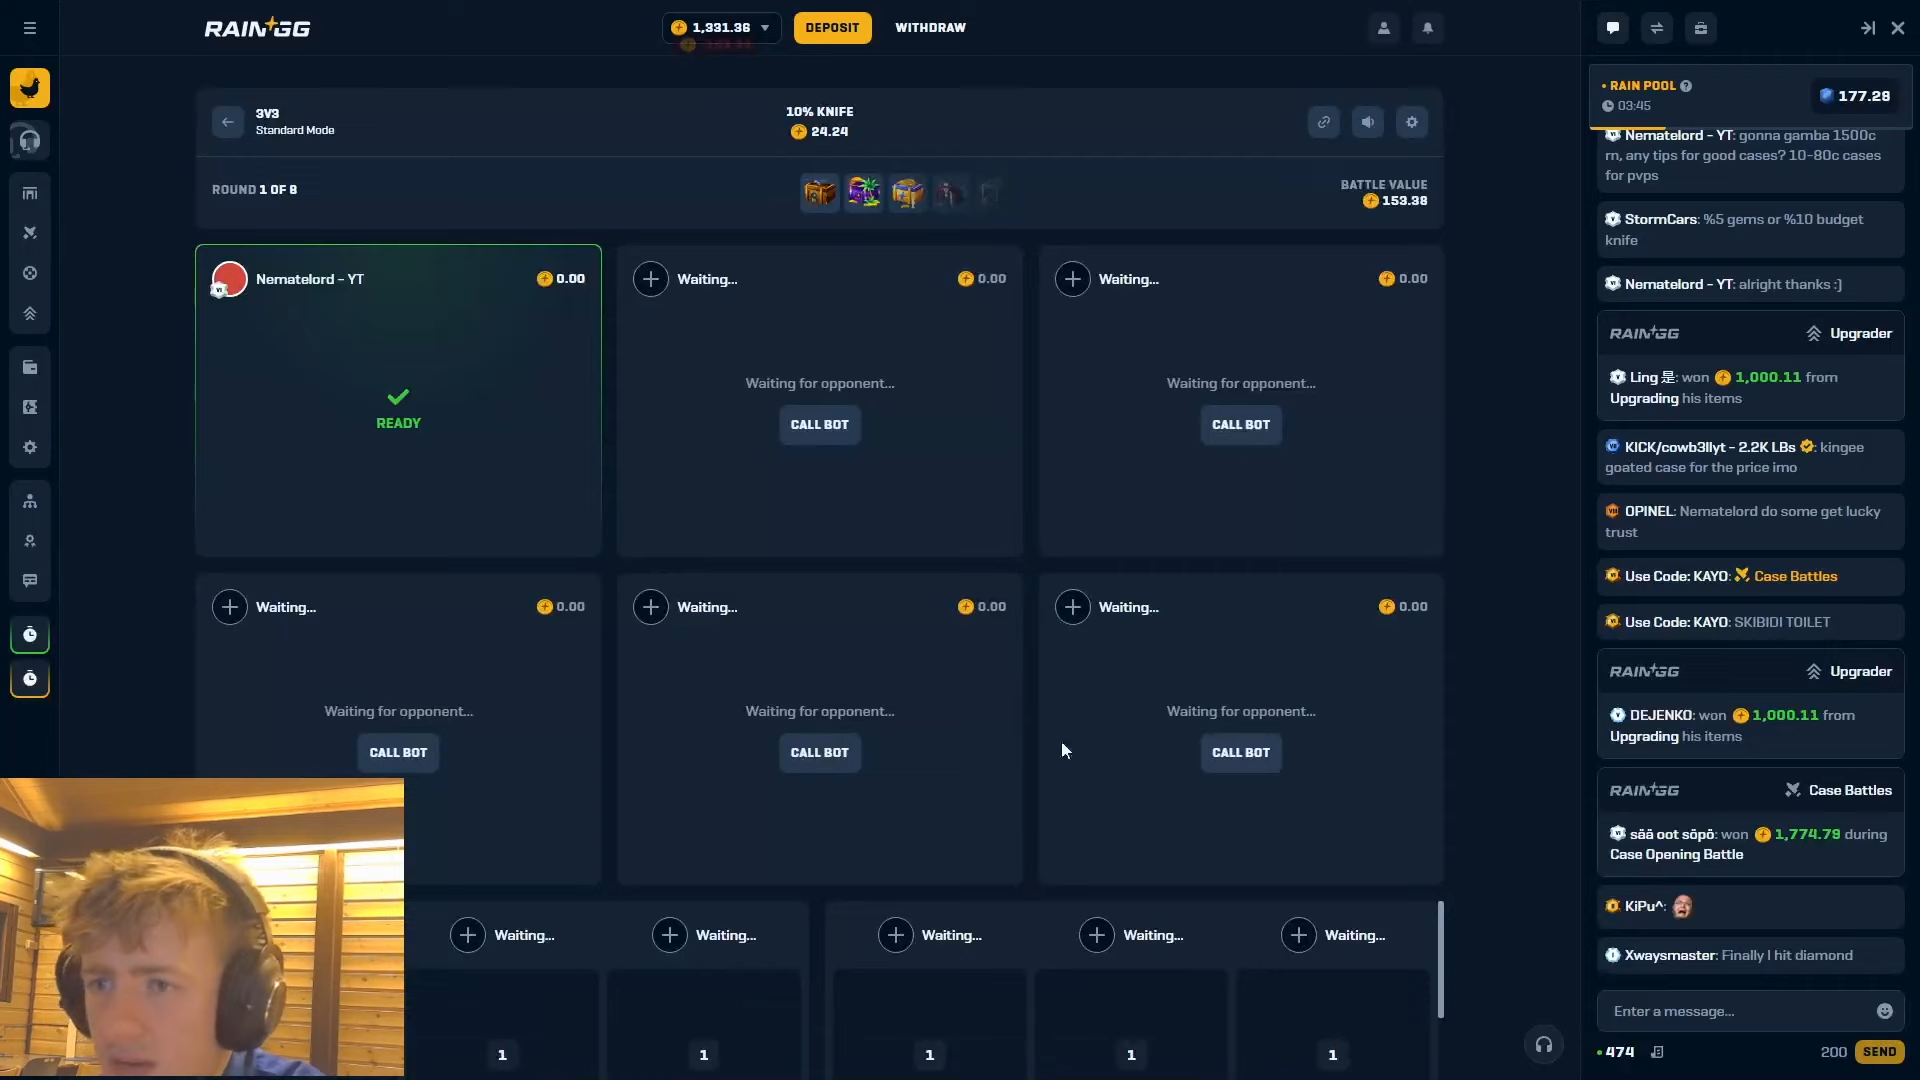 RAIN GG
1,331.36
DEPOSIT
WITHDRAW
3V3
Standard Mode
10% KNIFE
24.24
ROUND 1 OF 8
BATTLE VALUE
153.38
Nematelord - YT
0.00
Waiting...
0.00
Waiting...
0.00
READY
Waiting for opponent...
CALL BOT
Waiting for opponent...
CALL BOT
Waiting...
0.00
Waiting...
0.00
Waiting...
0.00
Waiting for opponent...
CALL BOT
Waiting for opponent...
CALL BOT
Waiting for opponent...
CALL BOT
Waiting...
Waiting...
Waiting...
Waiting...
Waiting...
1
1
1
1
1
RAIN POOL ?
03:45
177.28
Nematelord - YT: gonna gamba 1500c
rn, any tips for good cases? 10-80c cases
for pvps
StormCars: %5 gems or %10 budget
knife
Nematelord - YT: alright thanks :]
RAIN GG
Upgrader
Ling 是: won 1,000.11 from
Upgrading his items
KICK/cowb3llyt - 2.2K LBs: kingee
goated case for the price imo
OPINEL: Nematelord do some get lucky
trust
Use Code: KAYO: Case Battles
Use Code: KAYO: SKIBIDI TOILET
RAIN GG
Upgrader
DEJENKO: won 1,000.11 from
Upgrading his items
RAIN GG
Case Battles
sää oot söpö: won 1,774.79 during
Case Opening Battle
KiPu^:
Xwaysmaster: Finally I hit diamond
Enter a message...
474
200
SEND